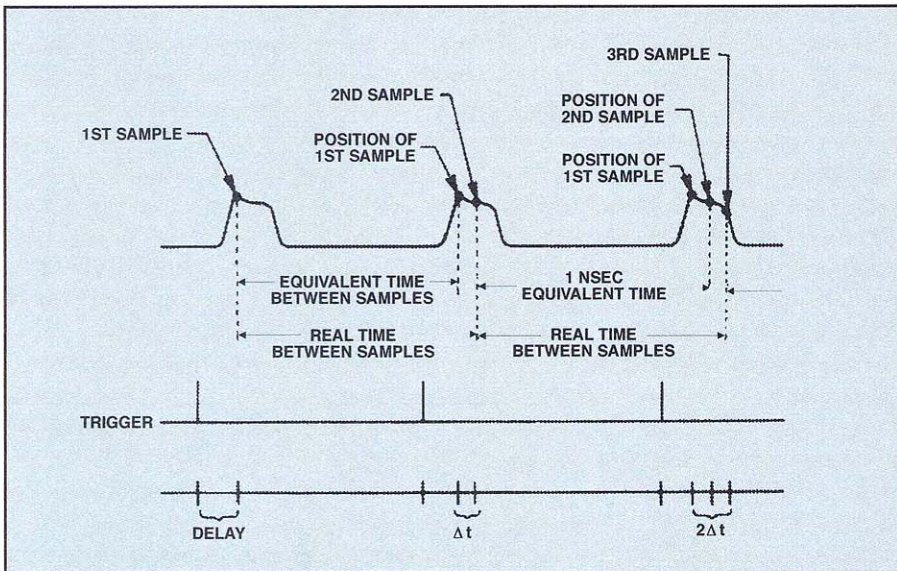 3RD SAMPLE
2ND SAMPLE
POSITION OF
2ND SAMPLE
1ST SAMPLE
POSITION OF
1ST SAMPLE
POSITION OF
1ST SAMPLE
EQUIVALENT TIME
BETWEEN SAMPLES
1 NSEC
EQUIVALENT TIME
REAL TIME
BETWEEN SAMPLES
REAL TIME
BETWEEN SAMPLES
TRIGGER
DELAY
Δt
2Δt